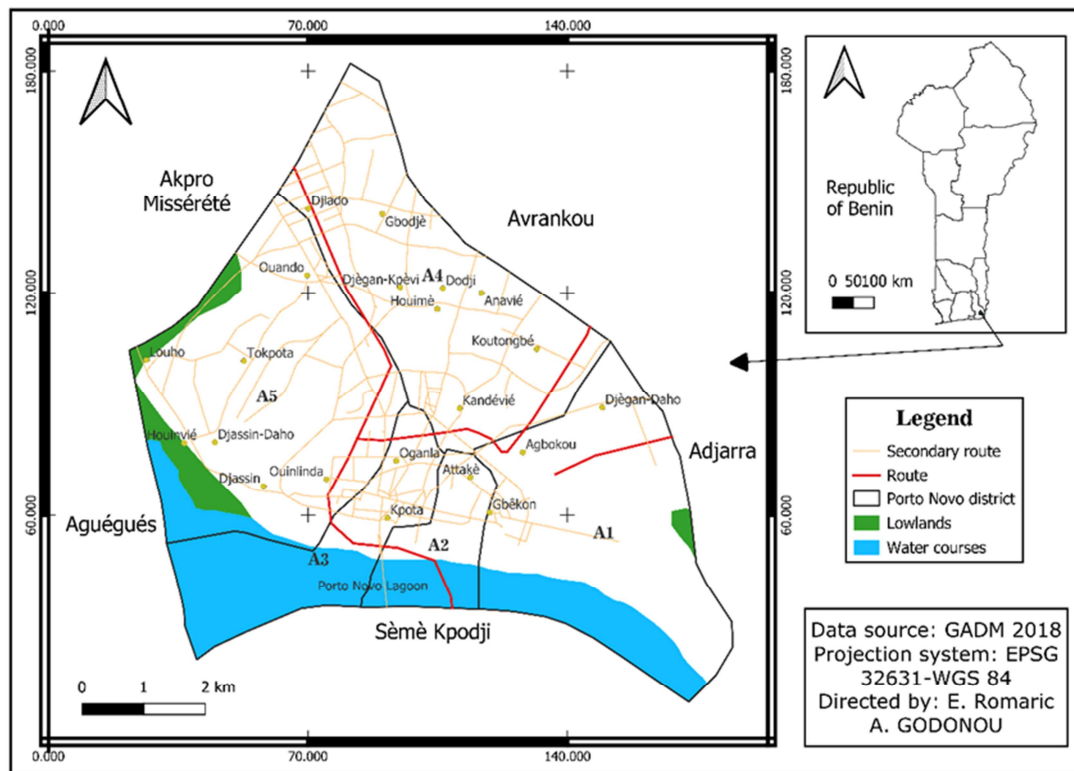 0.000
70.000
140.000
180.000
180.000
Akpro
Missérété
Djlado
Gbodjè
Avrankou
Republic
of Benin
Ouando
Djègan-Kpèvi
A4
Dodji
0 50100 km
120.000
120.000
Houimè
Anavié
Koutongbé
Louho
Tokpota
A5
Kandévié
Djègan-Daho
Legend
Houinvié
Djassin-Daho
Agbokou
Adjarra
Secondary route
Oganla
Attakè
Route
Djassin
Ouinlinda
Porto Novo district
Aguégués
Kpota
Gbêkon
60.000
60.000
Lowlands
A1
A2
Water courses
A3
Porto Novo Lagoon
Sèmè Kpodji
Data source: GADM 2018
Projection system: EPSG
32631-WGS 84
Directed by: E. Romaric
A. GODONOU
0 1 2 km
0.000
70.000
140.000